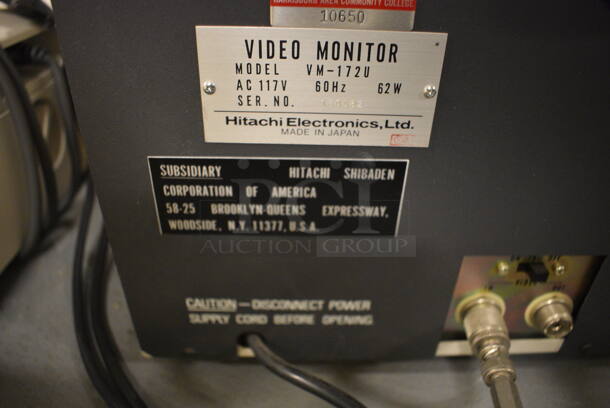 HARRISBURG AREA COMMUNITY COLLEGE
10650
VIDEO MONITOR
MODEL VM-172U
AC 117V 60Hz 62W
SER. NO.
Hitachi Electronics, Ltd.
MADE IN JAPAN
SUBSIDIARY HITACHI SHIBADEN
CORPORATION OF AMERICA
58-25 BROOKLYN-QUEENS EXPRESSWAY,
WOODSIDE, N.Y. 11377, U.S.A.
PCI
AUCTION GROUP
CAUTION—DISCONNECT POWER
SUPPLY CORD BEFORE OPENING